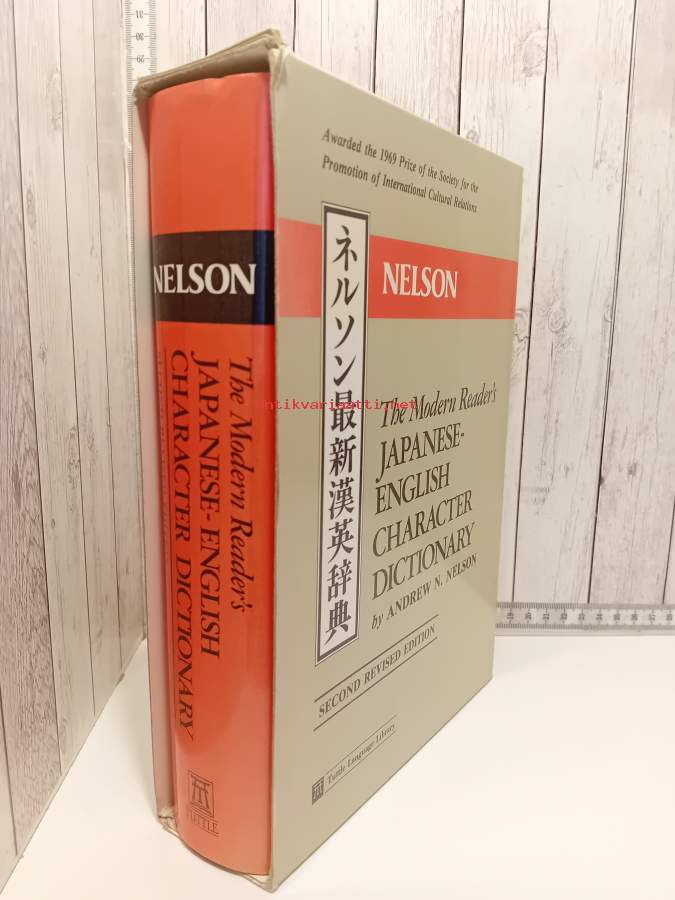 Awarded the 1969 Prize of the Society for the
Promotion of International Cultural Relations
NELSON
ネルソン最新漢英辞典
The Modern Reader's
JAPANESE-
ENGLISH
CHARACTER
DICTIONARY
by ANDREW N. NELSON
SECOND REVISED EDITION
Tuttle Language Library
NELSON
The Modern Reader's
JAPANESE-ENGLISH
CHARACTER DICTIONARY
TUTTLE
ntikvariaatti.net